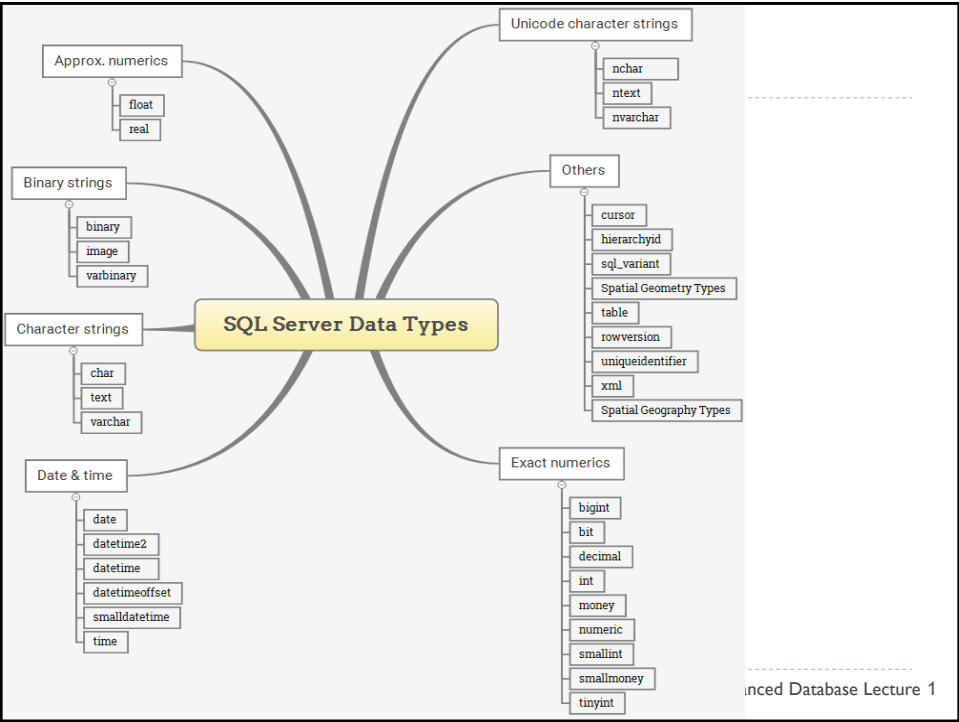 SQL Server Data Types
Approx. numerics
float
real
Binary strings
binary
image
varbinary
Character strings
char
text
varchar
Date & time
date
datetime2
datetime
datetimeoffset
smalldatetime
time
Unicode character strings
nchar
ntext
nvarchar
Others
cursor
hierarchyid
sql_variant
Spatial Geometry Types
table
rowversion
uniqueidentifier
xml
Spatial Geography Types
Exact numerics
bigint
bit
decimal
int
money
numeric
smallint
smallmoney
tinyint
anced Database Lecture 1